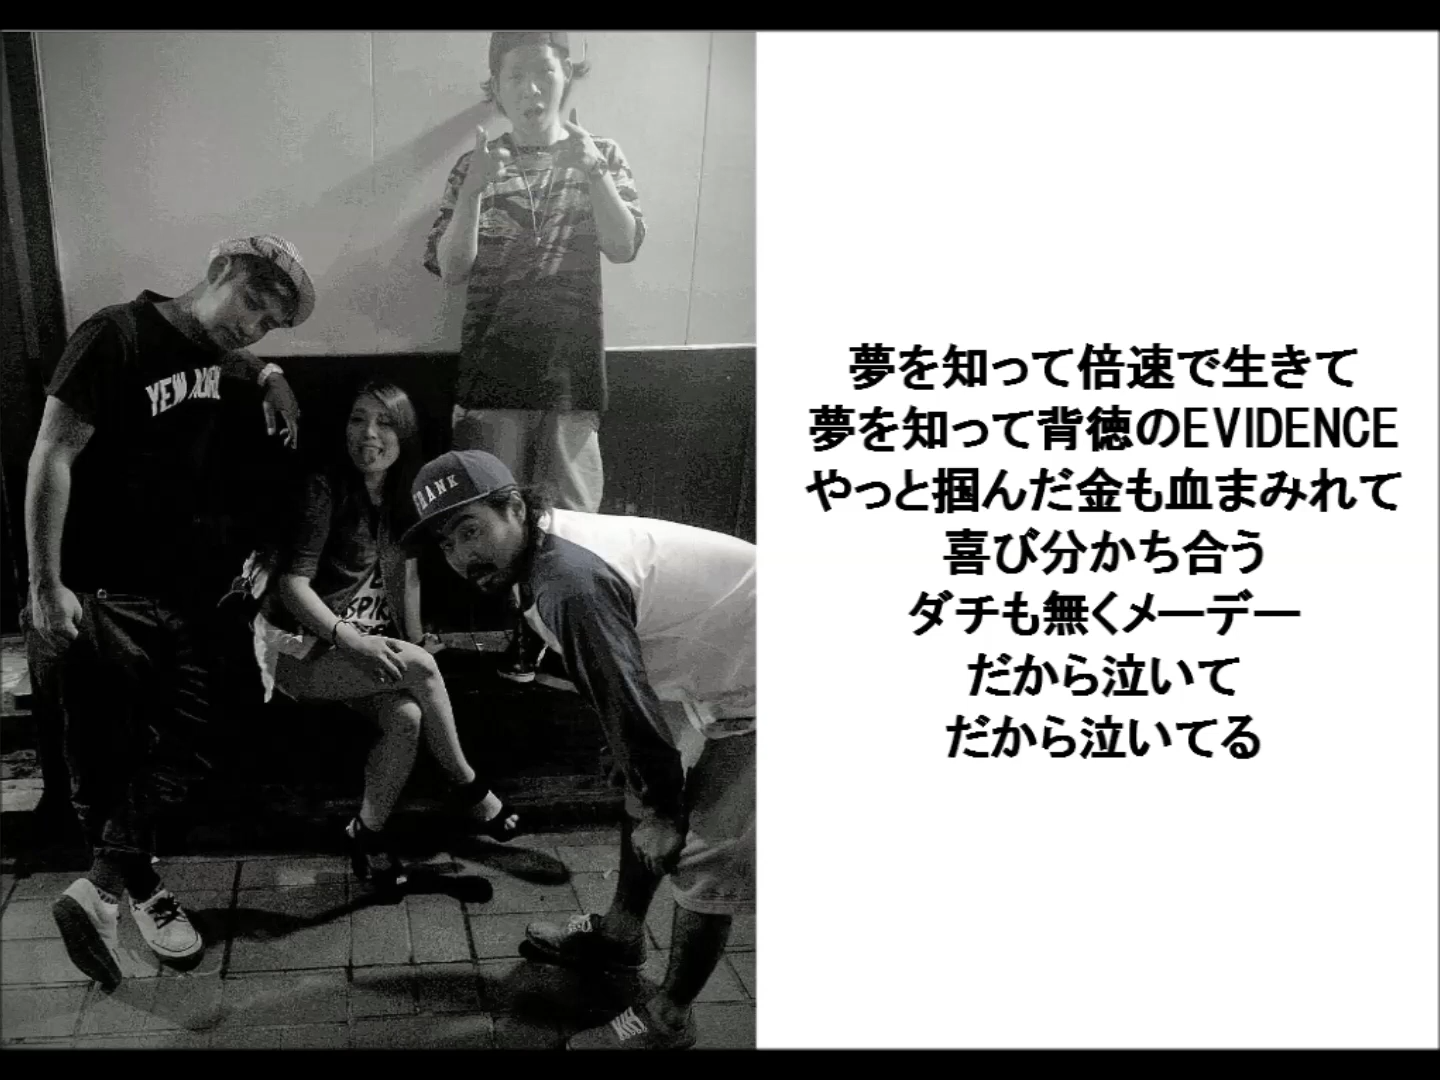 夢を知って倍速で生きて
夢を知って背徳のEVIDENCE
やっと掴んだ金も血まみれて
喜び分かち合う
ダチも無くメーデー
だから泣いて
だから泣いてる
YEW
SPIR
FRANK